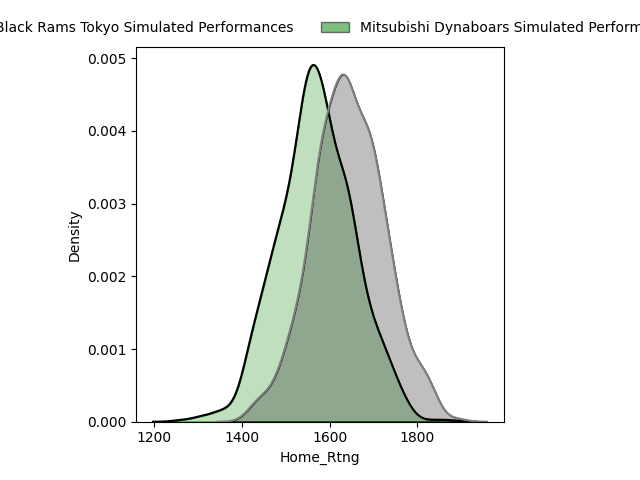 Black Rams Tokyo Simulated Performances
Mitsubishi Dynaboars Simulated Perform
0.005
0.004
0.003
0.002
0.001
0.000
Density
1200 1400 1600 1800
Home_Rtng